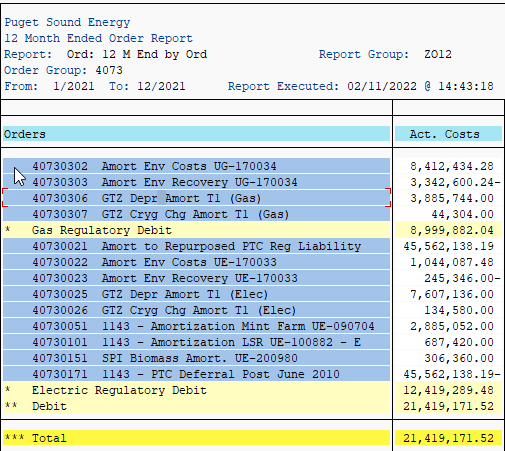 Puget Sound Energy
12 Month Ended Order Report
Report: Ord: 12 M End by Ord Report Group: ZO12
Order Group: 4073
From: 1/2021 To: 12/2021 Report Executed: 02/11/2022 @ 14:43:18
Orders Act. Costs
40730302 Amort Env Costs UG-170034 8,412,434.28
40730303 Amort Env Recovery UG-170034 3,342,600.24-
40730306 GTZ Depr Amort T1 (Gas) 3,885,744.00
40730307 GTZ Cryg Chg Amort T1 (Gas) 44,304.00
* Gas Regulatory Debit 8,999,882.04
40730021 Amort to Repurposed PTC Reg Liability 45,562,138.19
40730022 Amort Env Costs UE-170033 1,044,087.48
40730023 Amort Env Recovery UE-170033 245,346.00-
40730025 GTZ Depr Amort T1 (Elec) 7,607,136.00
40730026 GTZ Cryg Chg Amort T1 (Elec) 134,580.00
40730051 1143 - Amortization Mint Farm UE-090704 2,885,052.00
40730101 1143 - Amortization LSR UE-100882 - E 687,420.00
40730151 SPI Biomass Amort. UE-200980 306,360.00
40730171 1143 - PTC Deferral Post June 2010 45,562,138.19-
* Electric Regulatory Debit 12,419,289.48
** Debit 21,419,171.52
*** Total 21,419,171.52